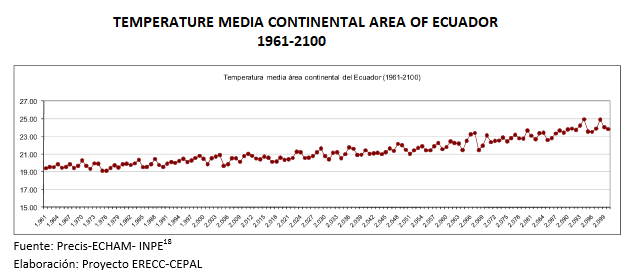 TEMPERATURE MEDIA CONTINENTAL AREA OF ECUADOR
1961-2100
Temperatura media área continental del Ecuador (1961-2100)
27.00
25.00
23.00
21.00
19.00
17.00
15.00
1,961 1,964 1,967 1,970 1,973 1,976 1,979 1,982 1,985 1,988 1,991 1,994 1,997 2,000 2,003 2,006 2,009 2,012 2,015 2,018 2,021 2,024 2,027 2,030 2,033 2,036 2,039 2,042 2,045 2,048 2,051 2,054 2,057 2,060 2,063 2,066 2,069 2,072 2,075 2,078 2,081 2,084 2,087 2,090 2,093 2,096 2,099
Fuente: Precis-ECHAM- INPE18
Elaboración: Proyecto ERECC-CEPAL